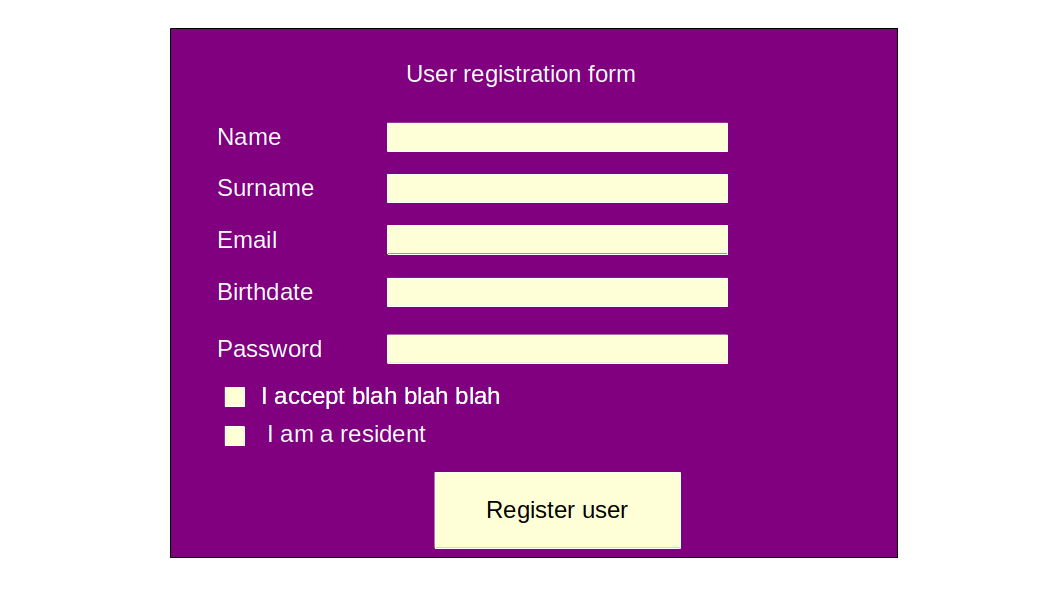 User registration form
Name
Surname
Email
Birthdate
Password
I accept blah blah blah
I am a resident
Register user